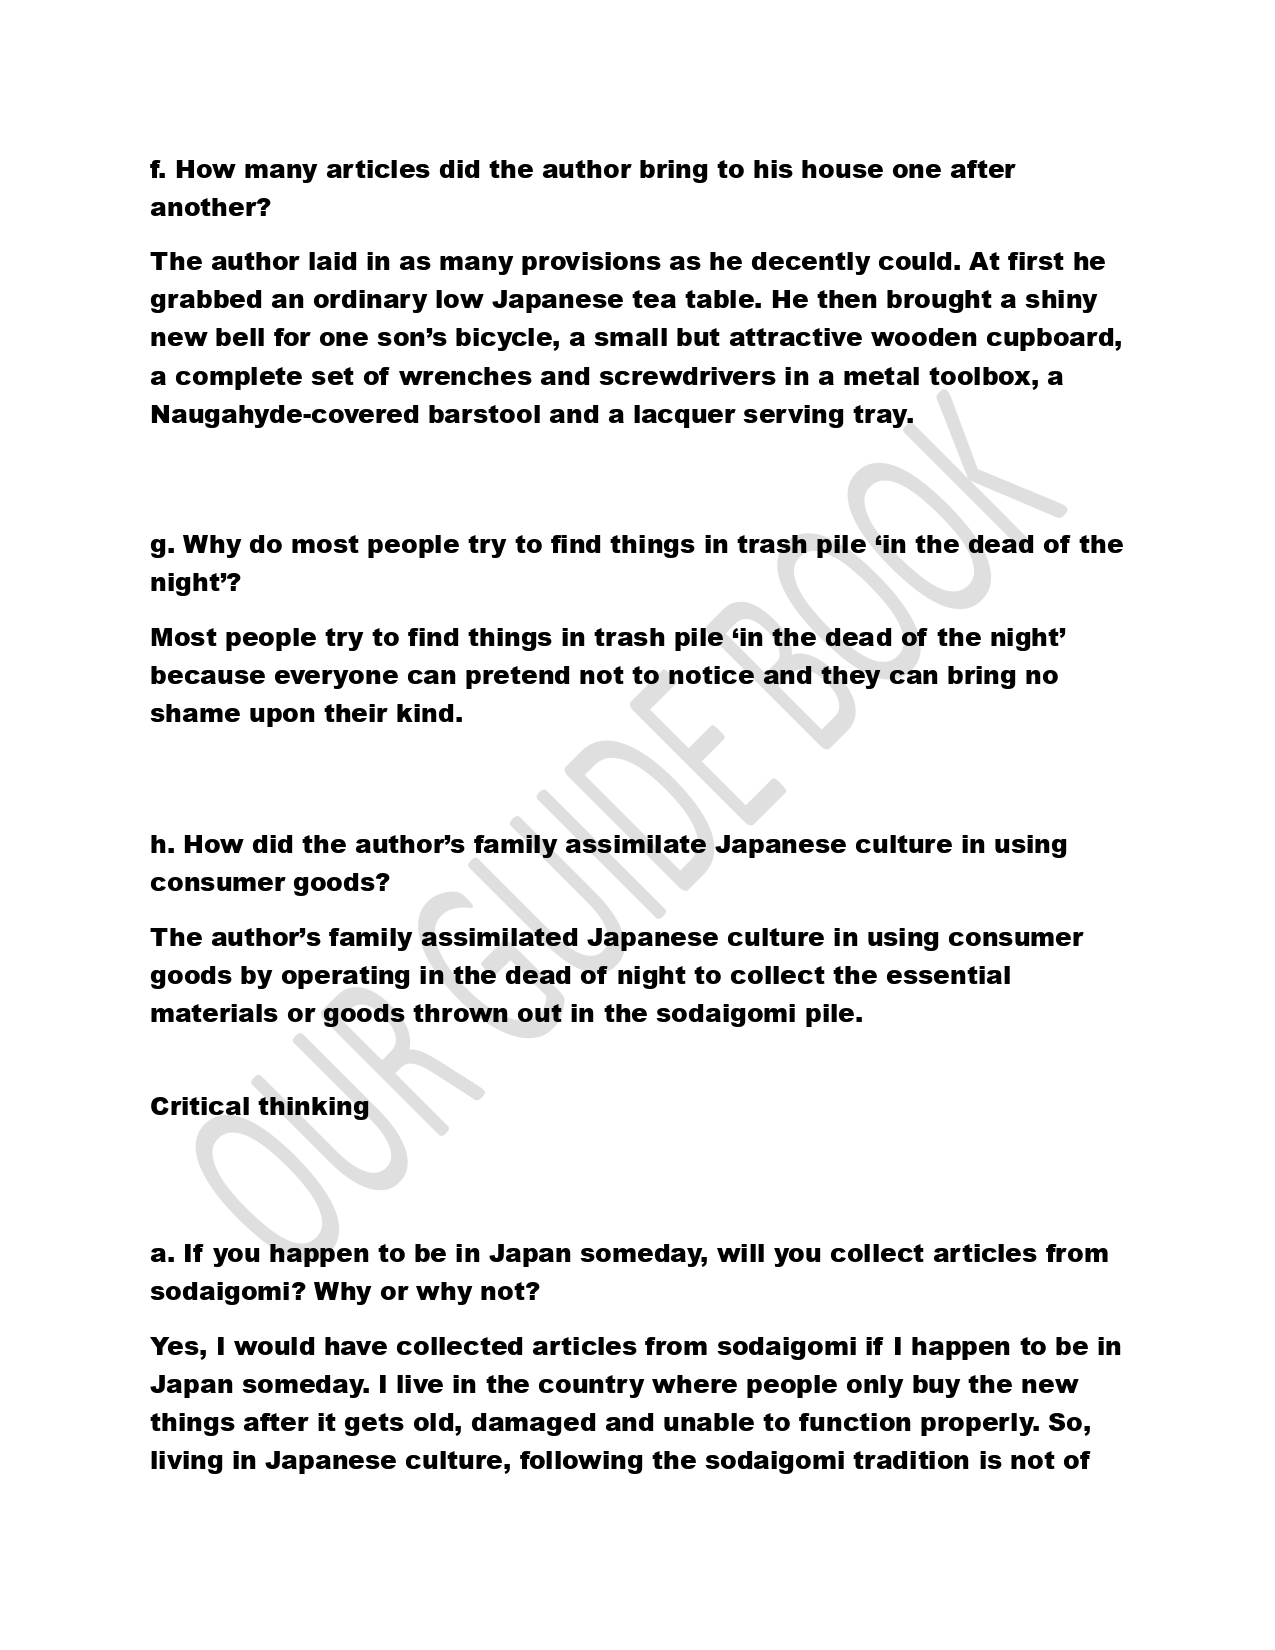 f. How many articles did the author bring to his house one after
another?
The author laid in as many provisions as he decently could. At first he
grabbed an ordinary low Japanese tea table. He then brought a shiny
new bell for one son’s bicycle, a small but attractive wooden cupboard,
a complete set of wrenches and screwdrivers in a metal toolbox, a
Naugahyde-covered barstool and a lacquer serving tray.
g. Why do most people try to find things in trash pile ‘in the dead of the
night’?
Most people try to find things in trash pile ‘in the dead of the night’
because everyone can pretend not to notice and they can bring no
shame upon their kind.
h. How did the author’s family assimilate Japanese culture in using
consumer goods?
The author’s family assimilated Japanese culture in using consumer
goods by operating in the dead of night to collect the essential
materials or goods thrown out in the sodaigomi pile.
Critical thinking
a. If you happen to be in Japan someday, will you collect articles from
sodaigomi? Why or why not?
Yes, I would have collected articles from sodaigomi if I happen to be in
Japan someday. I live in the country where people only buy the new
things after it gets old, damaged and unable to function properly. So,
living in Japanese culture, following the sodaigomi tradition is not of
OUR GUIDE BOOK